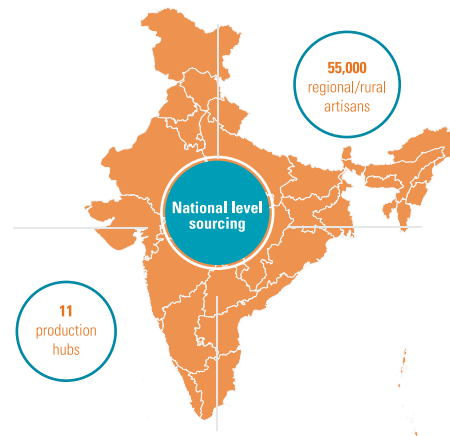 55,000
regional/rural
artisans
National level
sourcing
11
production
hubs